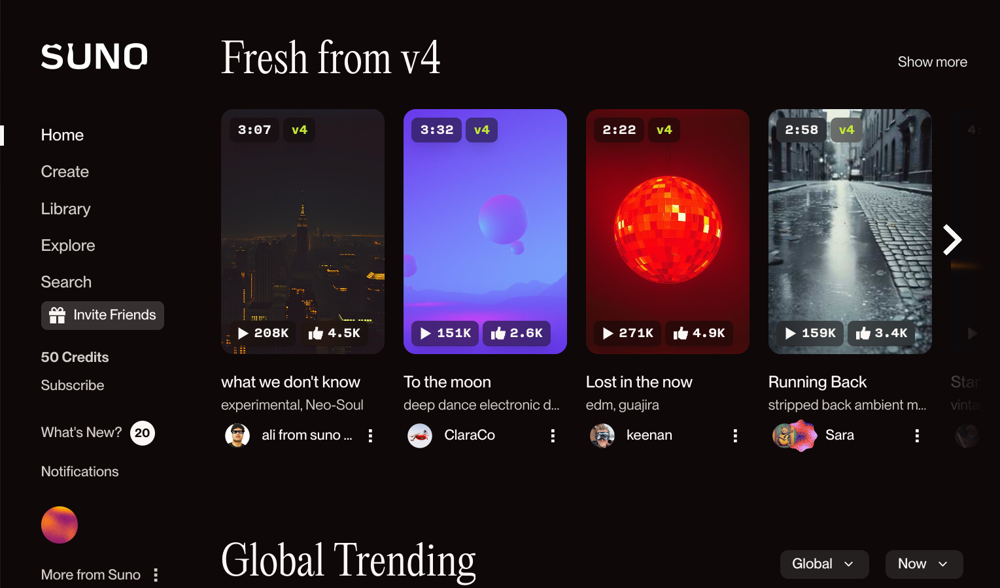 SUNO
Home
Create
Library
Explore
Search
Invite Friends
50 Credits
Subscribe
What's New? 20
Notifications
More from Suno
Fresh from v4
Show more
3:07 v4
208K 4.5K
what we don't know
experimental, Neo-Soul
ali from suno ...
3:32 v4
151K 2.6K
To the moon
deep dance electronic d...
ClaraCo
2:22 v4
271K 4.9K
Lost in the now
edm, guajira
keenan
2:58 v4
159K 3.4K
Running Back
stripped back ambient m...
Sara
4:
Star
vinta
Global Trending
Global
Now